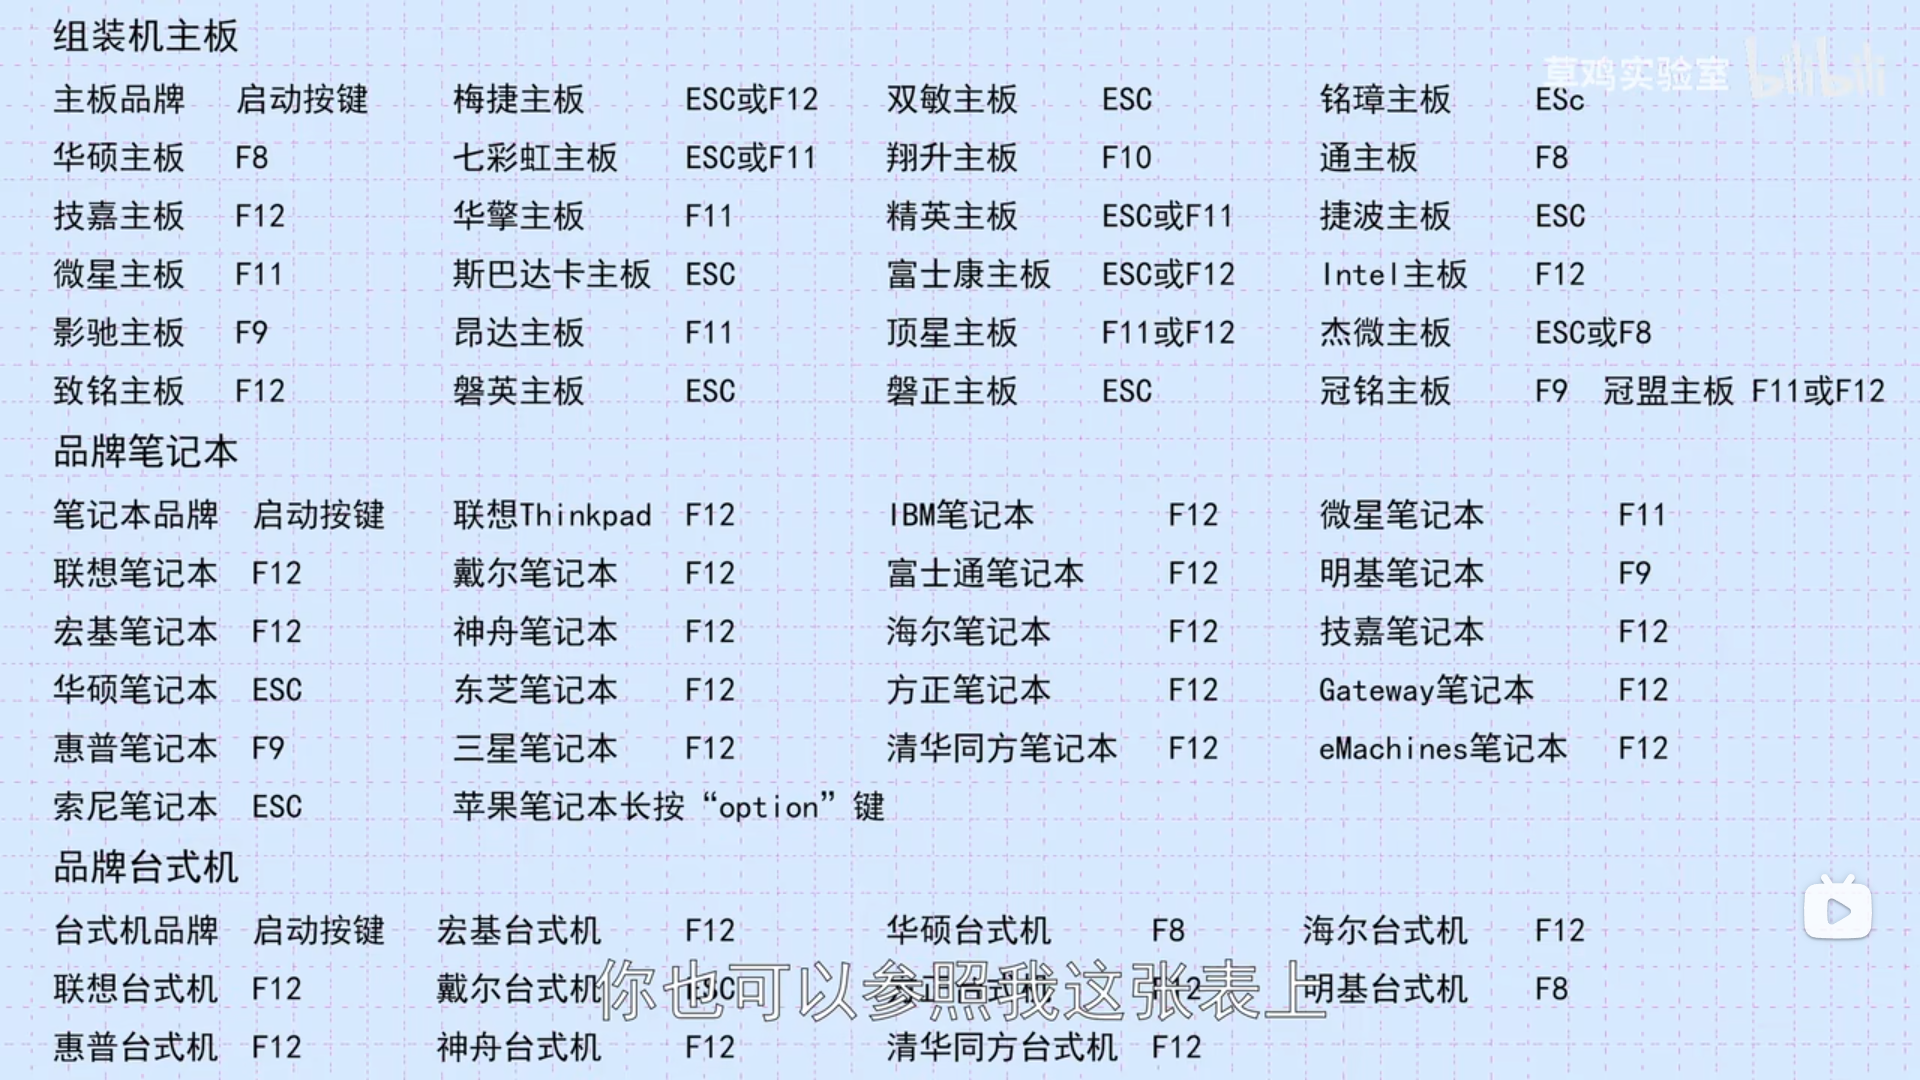 组装机主板
草鸡实验室 bilibili
主板品牌 启动按键 梅捷主板 ESC或F12 双敏主板 ESC 铭璋主板 ESc
华硕主板 F8 七彩虹主板 ESC或F11 翔升主板 F10 通主板 F8
技嘉主板 F12 华擎主板 F11 精英主板 ESC或F11 捷波主板 ESC
微星主板 F11 斯巴达卡主板 ESC 富士康主板 ESC或F12 Intel主板 F12
影驰主板 F9 昂达主板 F11 顶星主板 F11或F12 杰微主板 ESC或F8
致铭主板 F12 磐英主板 ESC 磐正主板 ESC 冠铭主板 F9 冠盟主板 F11或F12
品牌笔记本
笔记本品牌 启动按键 联想Thinkpad F12 IBM笔记本 F12 微星笔记本 F11
联想笔记本 F12 戴尔笔记本 F12 富士通笔记本 F12 明基笔记本 F9
宏基笔记本 F12 神舟笔记本 F12 海尔笔记本 F12 技嘉笔记本 F12
华硕笔记本 ESC 东芝笔记本 F12 方正笔记本 F12 Gateway笔记本 F12
惠普笔记本 F9 三星笔记本 F12 清华同方笔记本 F12 eMachines笔记本 F12
索尼笔记本 ESC 苹果笔记本长按“option”键
品牌台式机
台式机品牌 启动按键 宏基台式机 F12 华硕台式机 F8 海尔台式机 F12
联想台式机 F12 戴尔台式机 ESC 方正台式机 F12 明基台式机 F8
你也可以参照我这张表上
惠普台式机 F12 神舟台式机 F12 清华同方台式机 F12